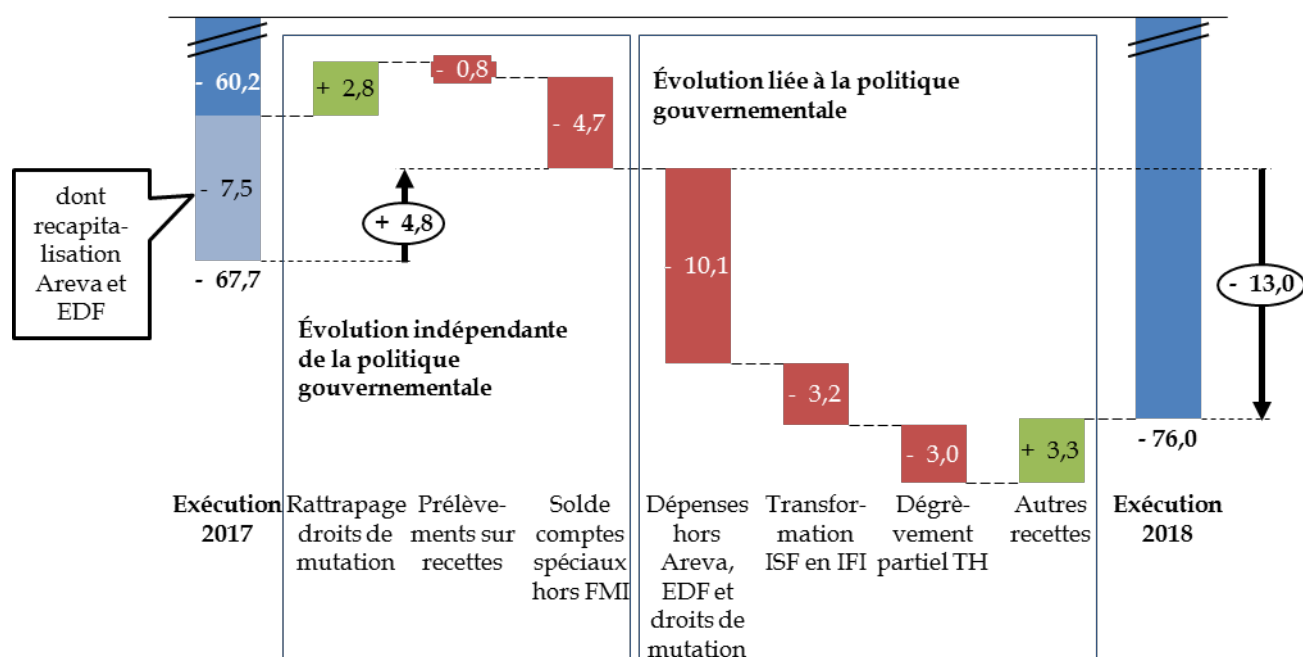 - 60,2
+ 2,8
- 0,8
- 4,7
Évolution liée à la politique
gouvernementale
dont
recapita-
lisation
Areva et
EDF
- 7,5
- 67,7
+ 4,8
Évolution indépendante
de la politique
gouvernementale
- 10,1
- 3,2
- 3,0
+ 3,3
- 13,0
- 76,0
Exécution
2017
Rattrapage
droits de
mutation
Prélève-
ments sur
recettes
Solde
comptes
spéciaux
hors FMI
Dépenses
hors
Areva,
EDF et
droits de
mutation
Transfor-
mation
ISF en IFI
Dégrè-
vement
partiel TH
Autres
recettes
Exécution
2018